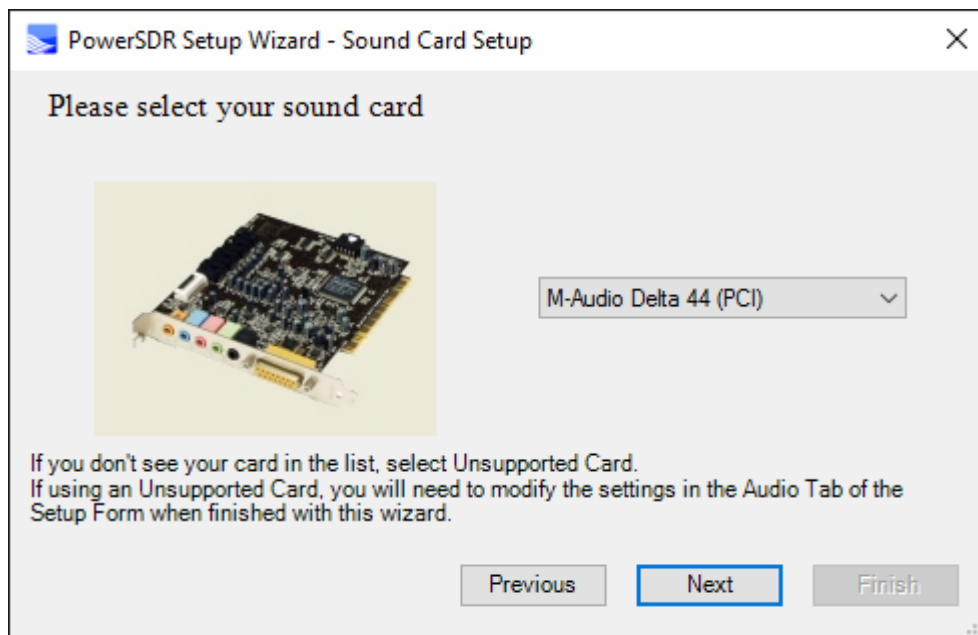 PowerSDR Setup Wizard - Sound Card Setup
Please select your sound card
M-Audio Delta 44 (PCI)
If you don't see your card in the list, select Unsupported Card.
If using an Unsupported Card, you will need to modify the settings in the Audio Tab of the
Setup Form when finished with this wizard.
Previous
Next
Finish